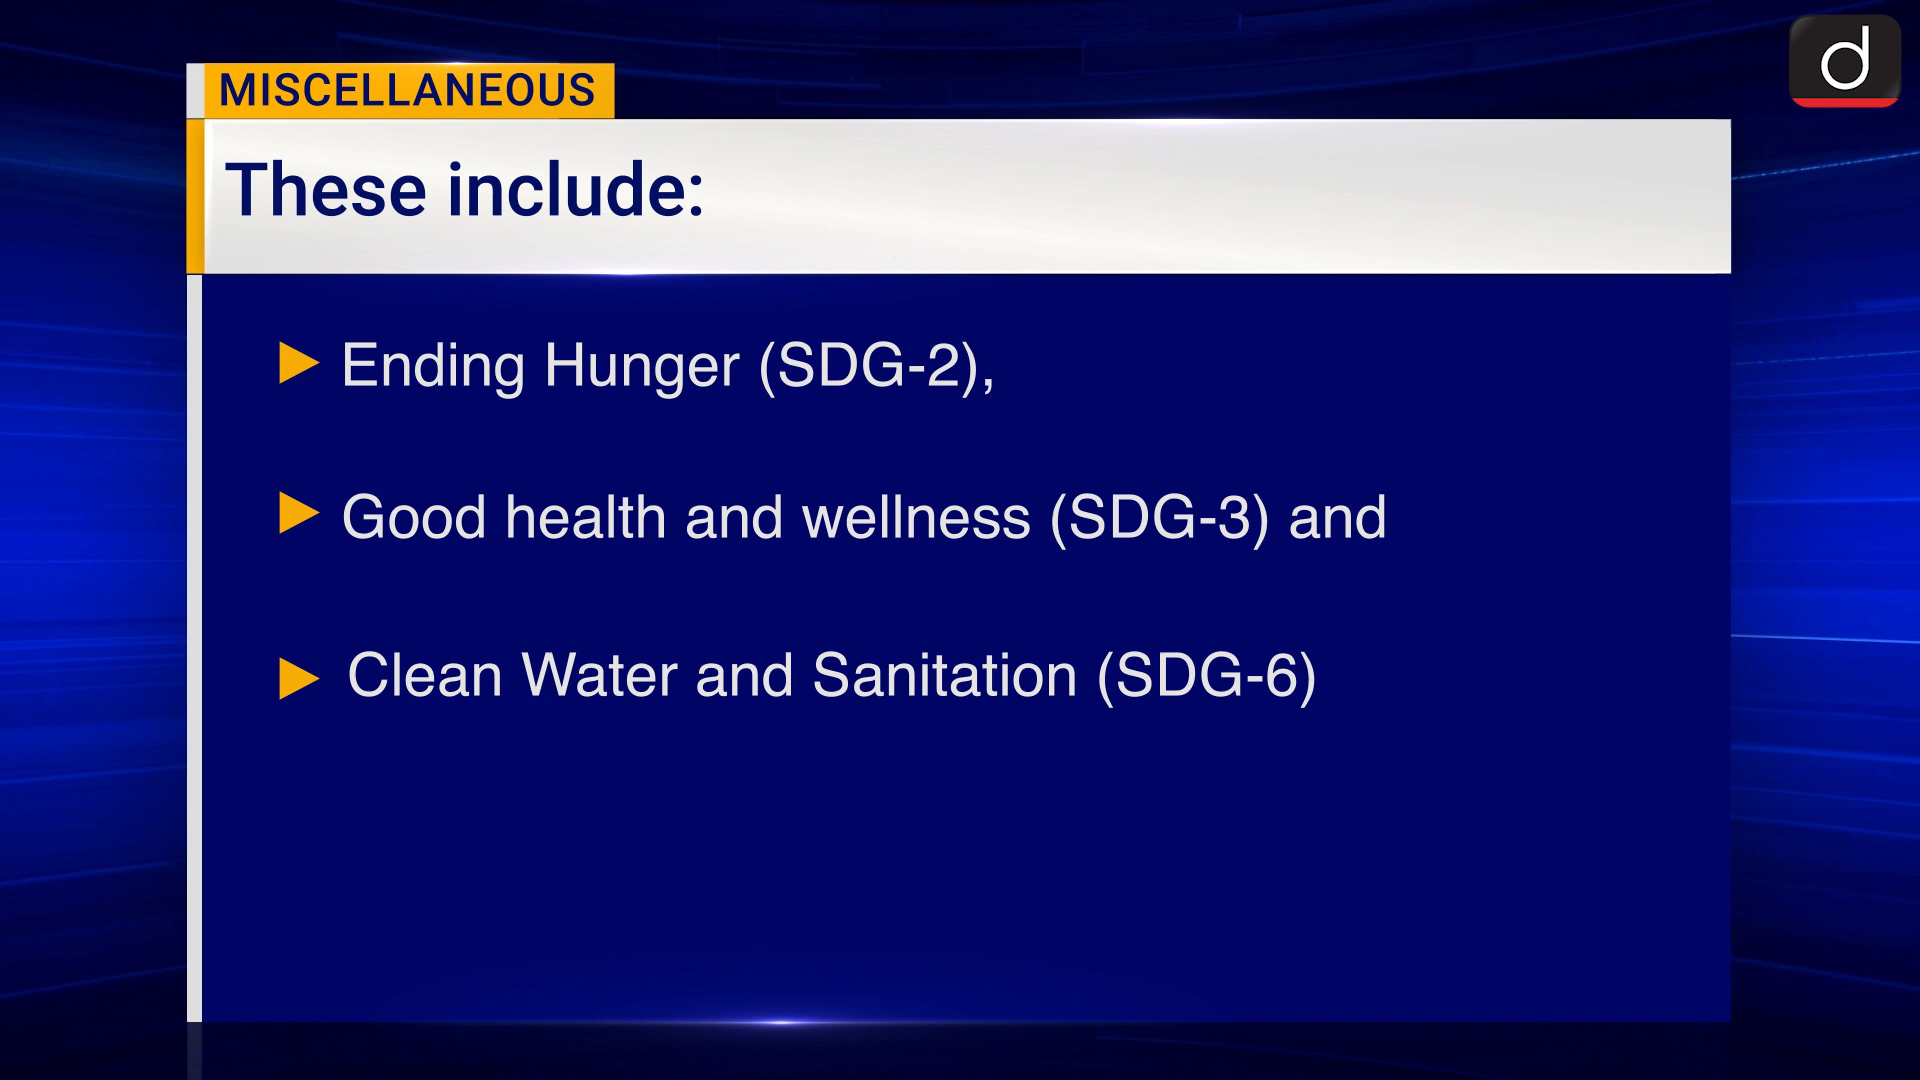 d
MISCELLANEOUS
These include:
Ending Hunger (SDG-2),
Good health and wellness (SDG-3) and
Clean Water and Sanitation (SDG-6)